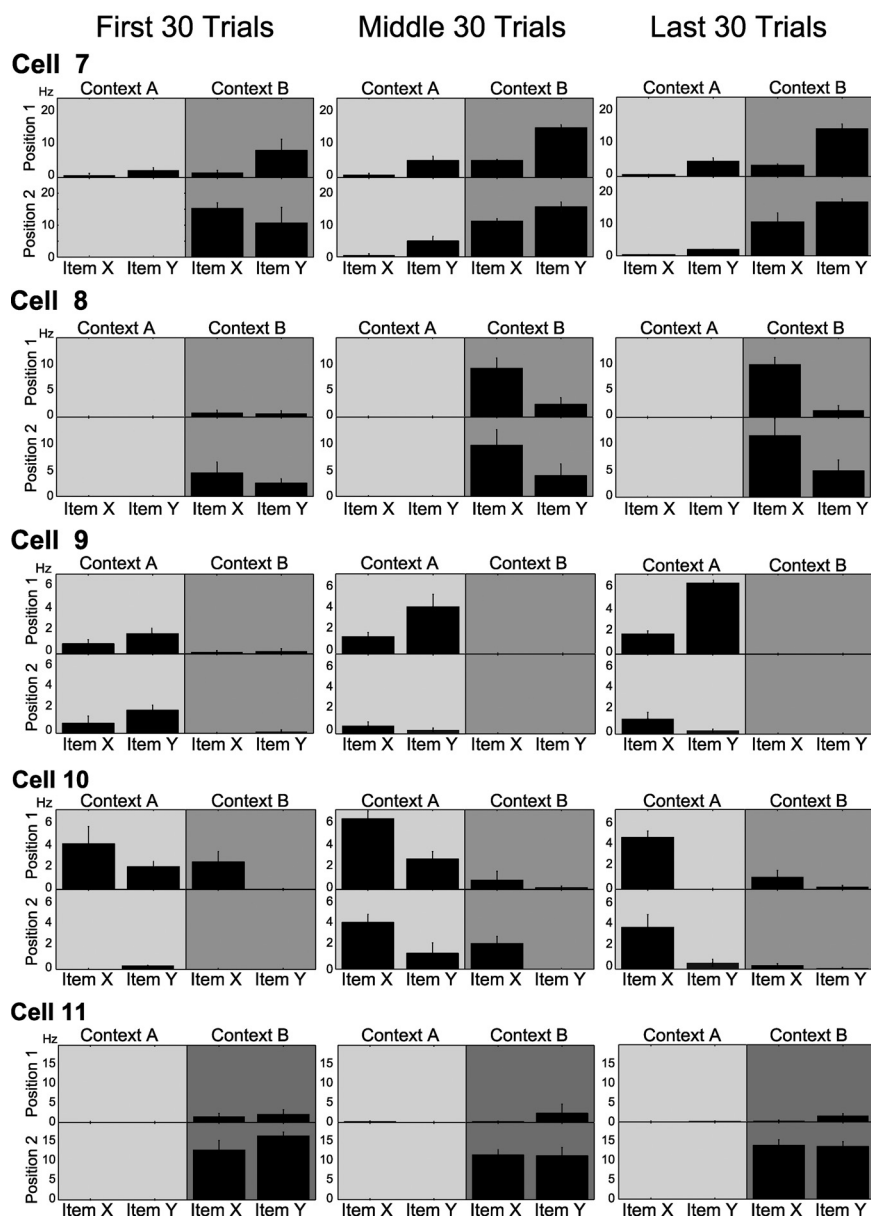 First 30 Trials Middle 30 Trials Last 30 Trials
Cell 7
Hz Context A Context B Context A Context B Context A Context B
Position 1 20 10 0 20 10 0 20 10 0
Position 2 20 10 0 20 10 0 20 10 0
Item X Item Y Item X Item Y Item X Item Y Item X Item Y Item X Item Y Item X Item Y
Cell 8
Hz Context A Context B Context A Context B Context A Context B
Position 1 10 5 0 10 5 0 10 5 0
Position 2 10 5 0 10 5 0 10 5 0
Item X Item Y Item X Item Y Item X Item Y Item X Item Y Item X Item Y Item X Item Y
Cell 9
Hz Context A Context B Context A Context B Context A Context B
Position 1 6 4 2 0 6 4 2 0 6 4 2 0
Position 2 6 4 2 0 6 4 2 0 6 4 2 0
Item X Item Y Item X Item Y Item X Item Y Item X Item Y Item X Item Y Item X Item Y
Cell 10
Hz Context A Context B Context A Context B Context A Context B
Position 1 6 4 2 0 6 4 2 0 6 4 2 0
Position 2 6 4 2 0 6 4 2 0 6 4 2 0
Item X Item Y Item X Item Y Item X Item Y Item X Item Y Item X Item Y Item X Item Y
Cell 11
Hz Context A Context B Context A Context B Context A Context B
Position 1 15 10 5 0 15 10 5 0 15 10 5 0
Position 2 15 10 5 0 15 10 5 0 15 10 5 0
Item X Item Y Item X Item Y Item X Item Y Item X Item Y Item X Item Y Item X Item Y